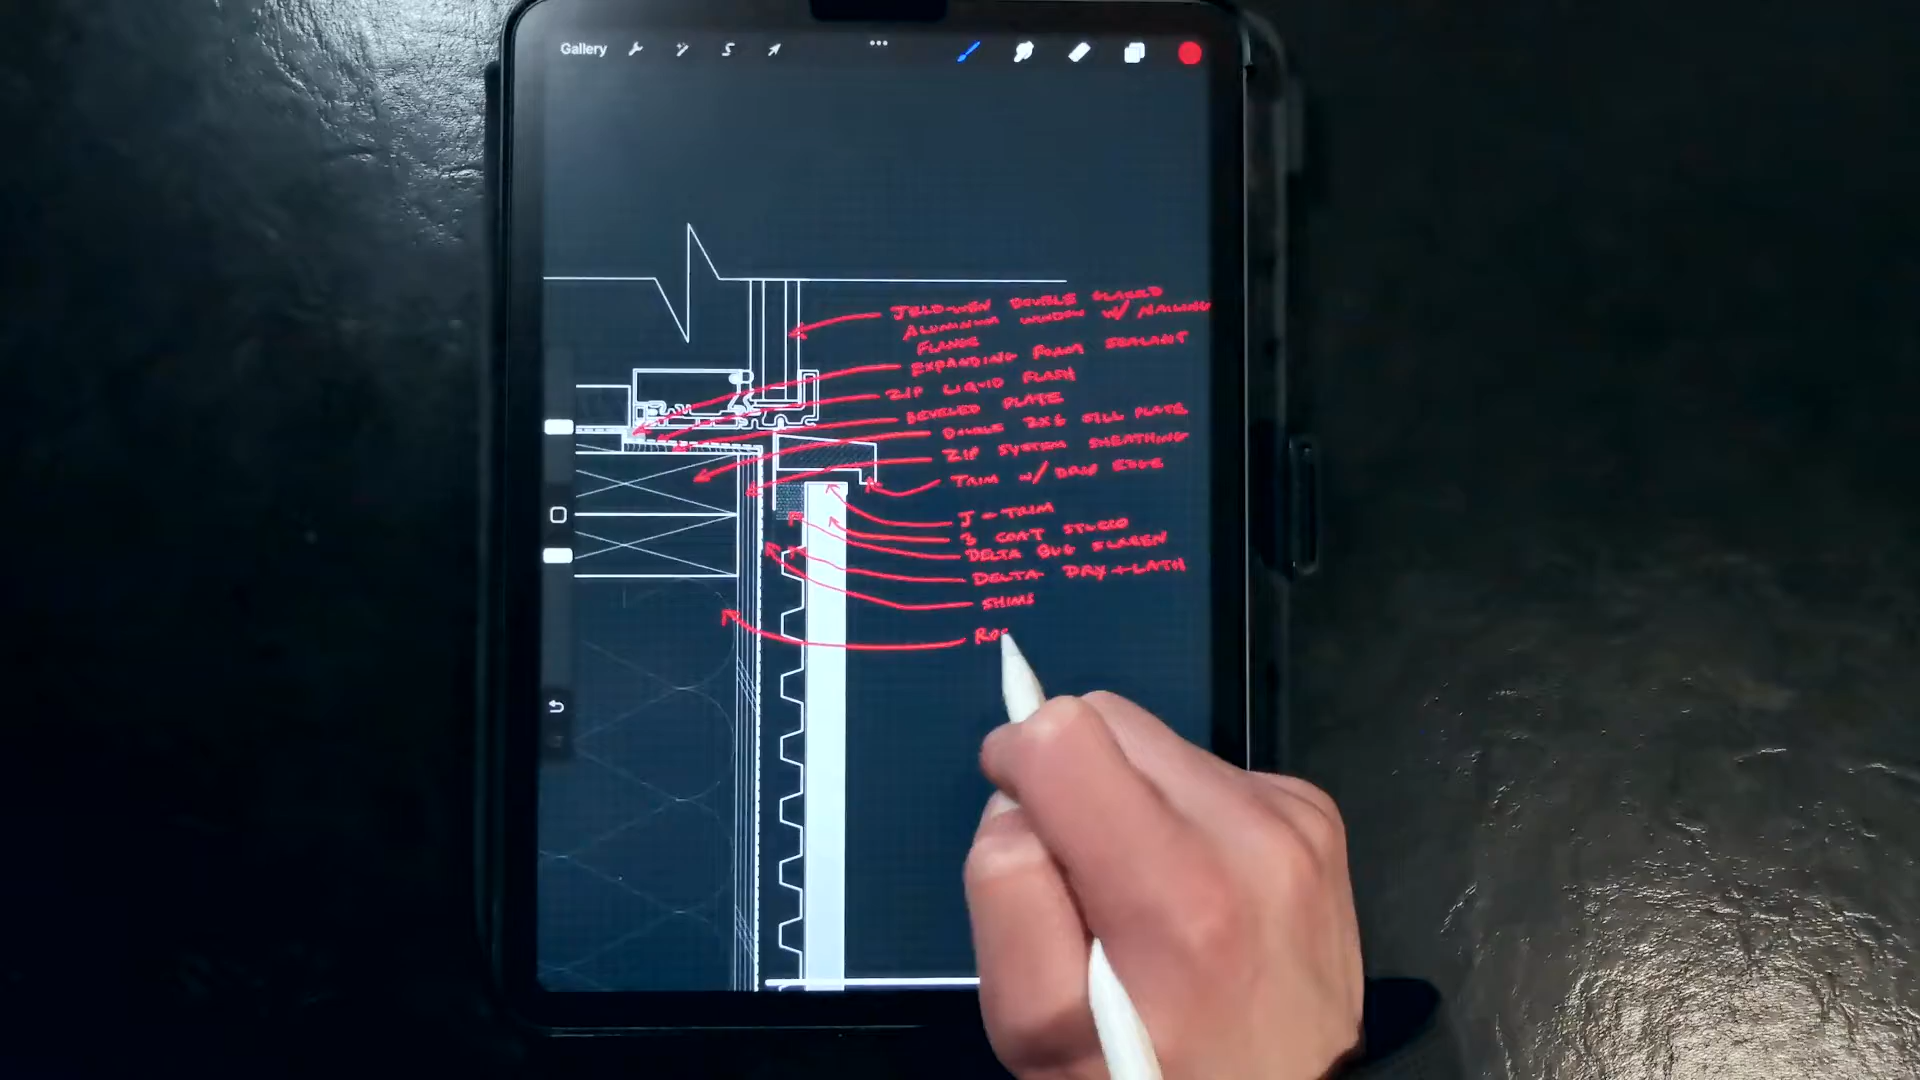 Gallery
JELD-WEN DOUBLE GLAZED
ALUMINUM WINDOW W/ NAILING
FLANGE
EXPANDING FOAM SEALANT
ZIP LIQUID FLASH
BEVELED PLATE
DOUBLE 2X6 SILL PLATE
ZIP SYSTEM SHEATHING
TRIM W/ DRIP EDGE
J-TRIM
3 COAT STUCCO
DELTA BUG SCREEN
DELTA DRY + LATH
SHIMS